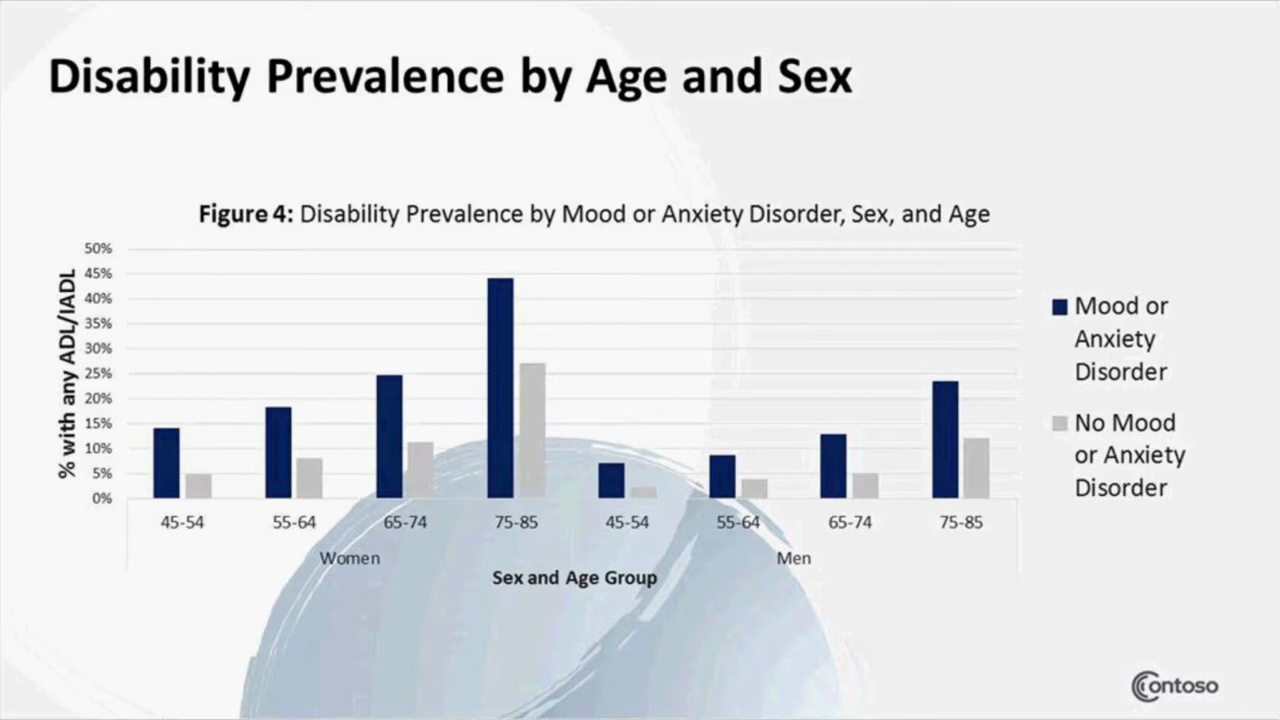 Disability Prevalence by Age and Sex
Figure 4: Disability Prevalence by Mood or Anxiety Disorder, Sex, and Age
% with any ADL/IADL
50%
45%
40%
35%
30%
25%
20%
15%
10%
5%
0%
45-54 55-64 65-74 75-85 45-54 55-64 65-74 75-85
Women Men
Sex and Age Group
Mood or
Anxiety
Disorder
No Mood
or Anxiety
Disorder
Contoso